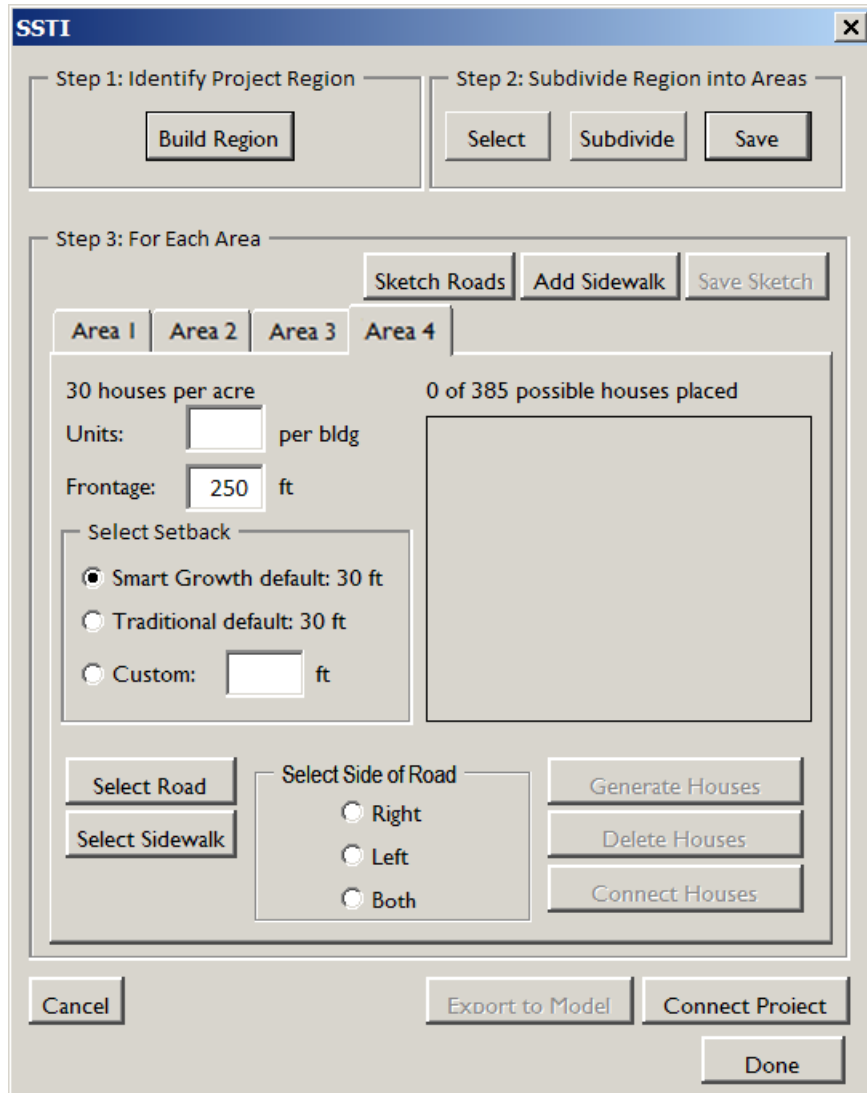 SSTI
Step 1: Identify Project Region
Step 2: Subdivide Region into Areas
Build Region
Select
Subdivide
Save
Step 3: For Each Area
Sketch Roads
Add Sidewalk
Save Sketch
Area 1
Area 2
Area 3
Area 4
30 houses per acre
0 of 385 possible houses placed
Units: per bldg
Frontage: 250 ft
Select Setback
Smart Growth default: 30 ft
Traditional default: 30 ft
Custom: ft
Select Road
Select Sidewalk
Select Side of Road
Right
Left
Both
Generate Houses
Delete Houses
Connect Houses
Cancel
Export to Model
Connect Project
Done